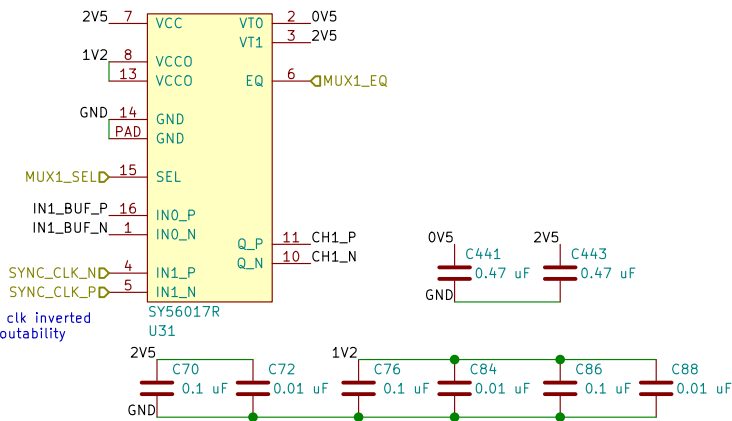 2V5 7 VCC VT0 2 0V5
VT1 3 2V5
1V2 8 VCCO
13 VCCO EQ 6 MUX1_EQ
GND 14 GND
PAD GND
MUX1_SEL 15 SEL
IN1_BUF_P 16 IN0_P
IN1_BUF_N 1 IN0_N
Q_P 11 CH1_P
Q_N 10 CH1_N
SYNC_CLK_N 4 IN1_P
SYNC_CLK_P 5 IN1_N
SY56017R
U31
clk inverted
outability
0V5 2V5
C441 C443
0.47 uF 0.47 uF
GND
2V5 1V2
C70 C72 C76 C84 C86 C88
0.1 uF 0.01 uF 0.1 uF 0.01 uF 0.1 uF 0.01 uF
GND